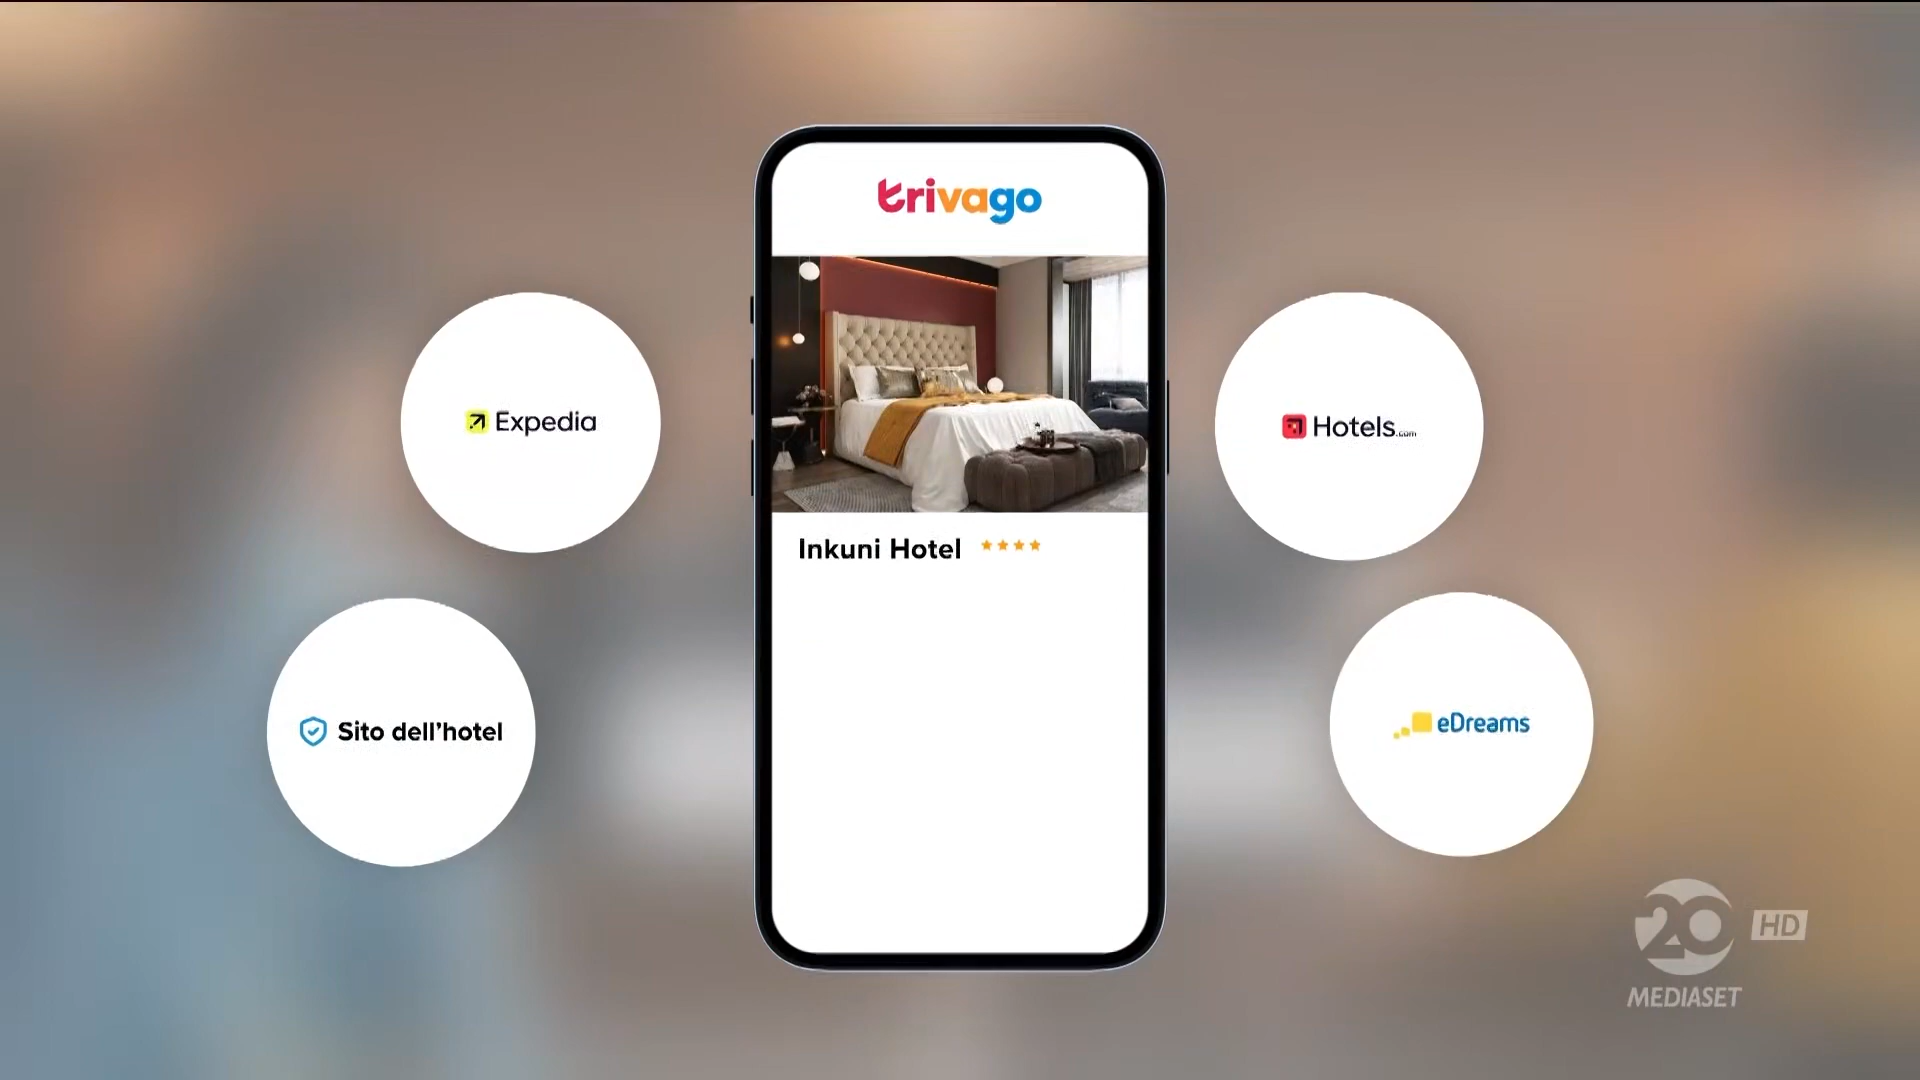 trivago
Expedia
Hotels.com
Inkuni Hotel
Sito dell'hotel
eDreams
20 HD
MEDIASET